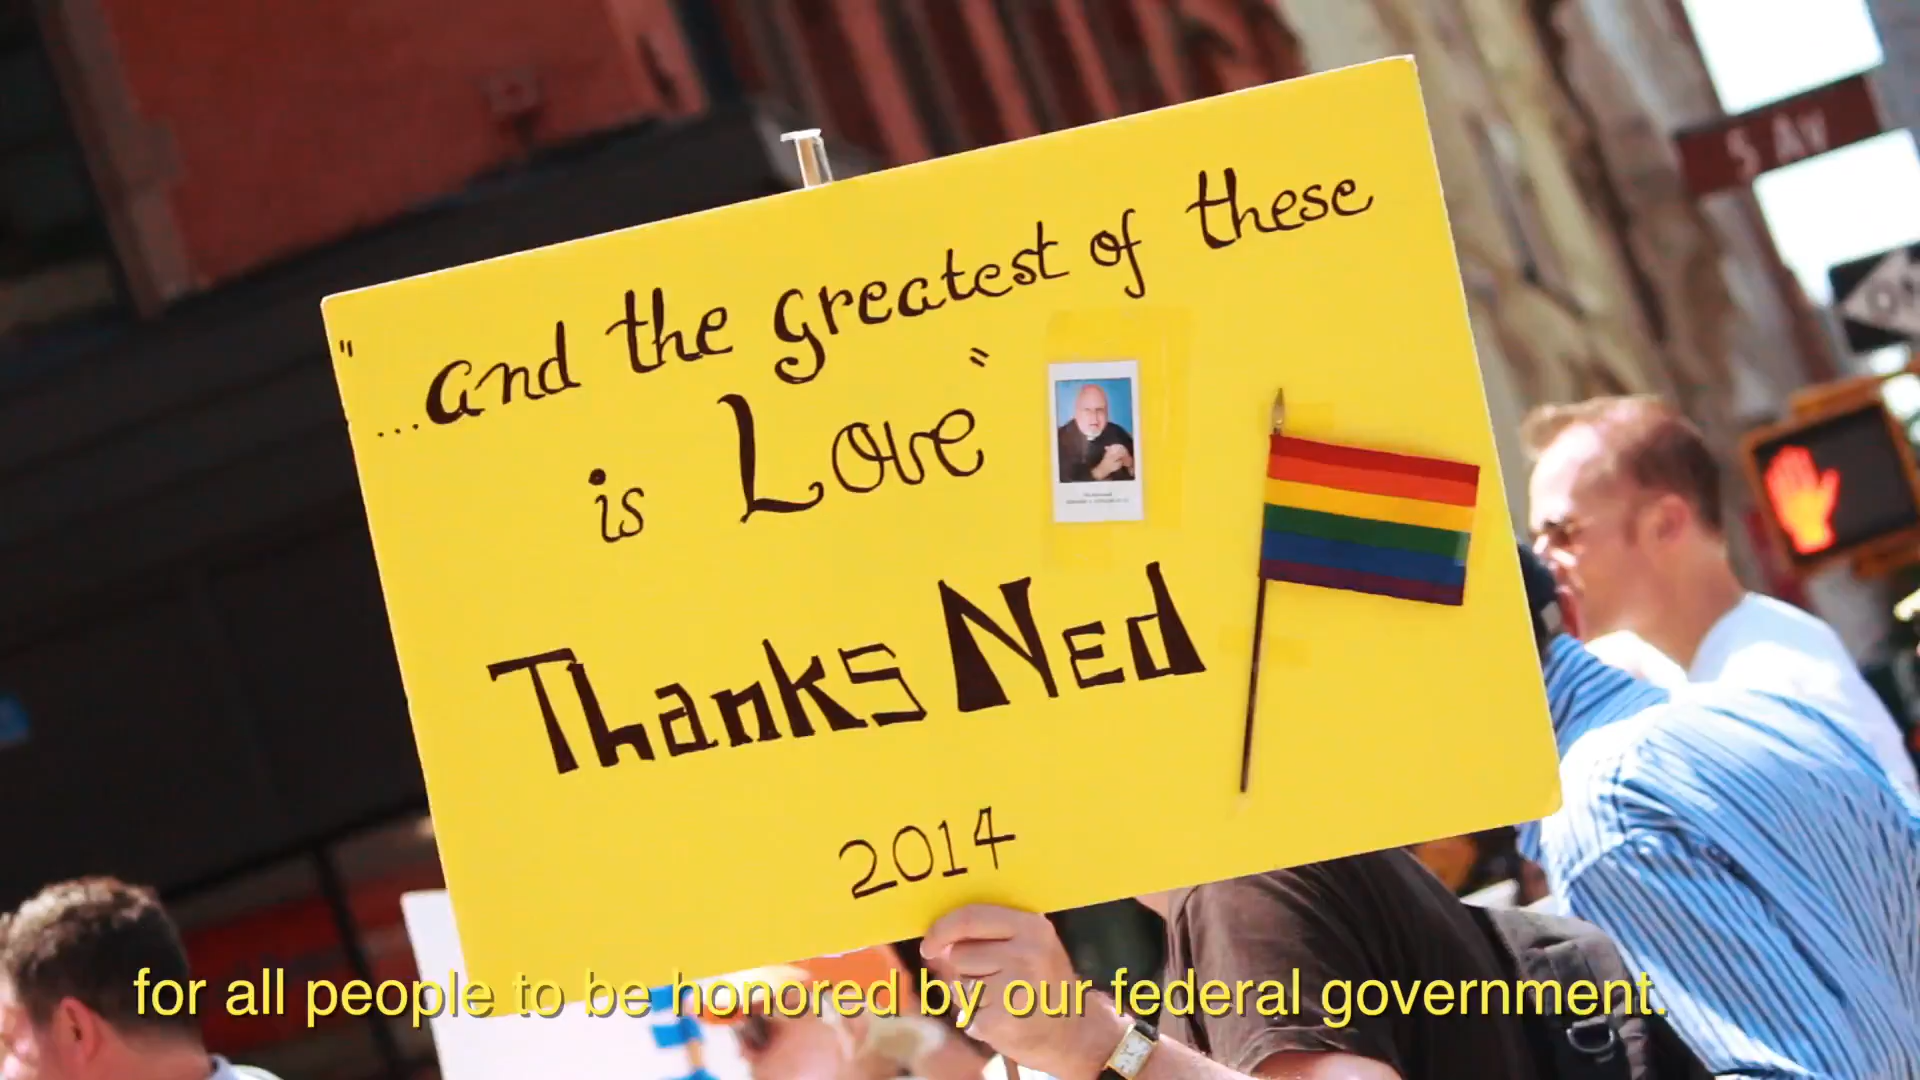 "...and the greatest of these
is Love"
Thanks Ned
2014
5 Av
for all people to be honored by our federal government.